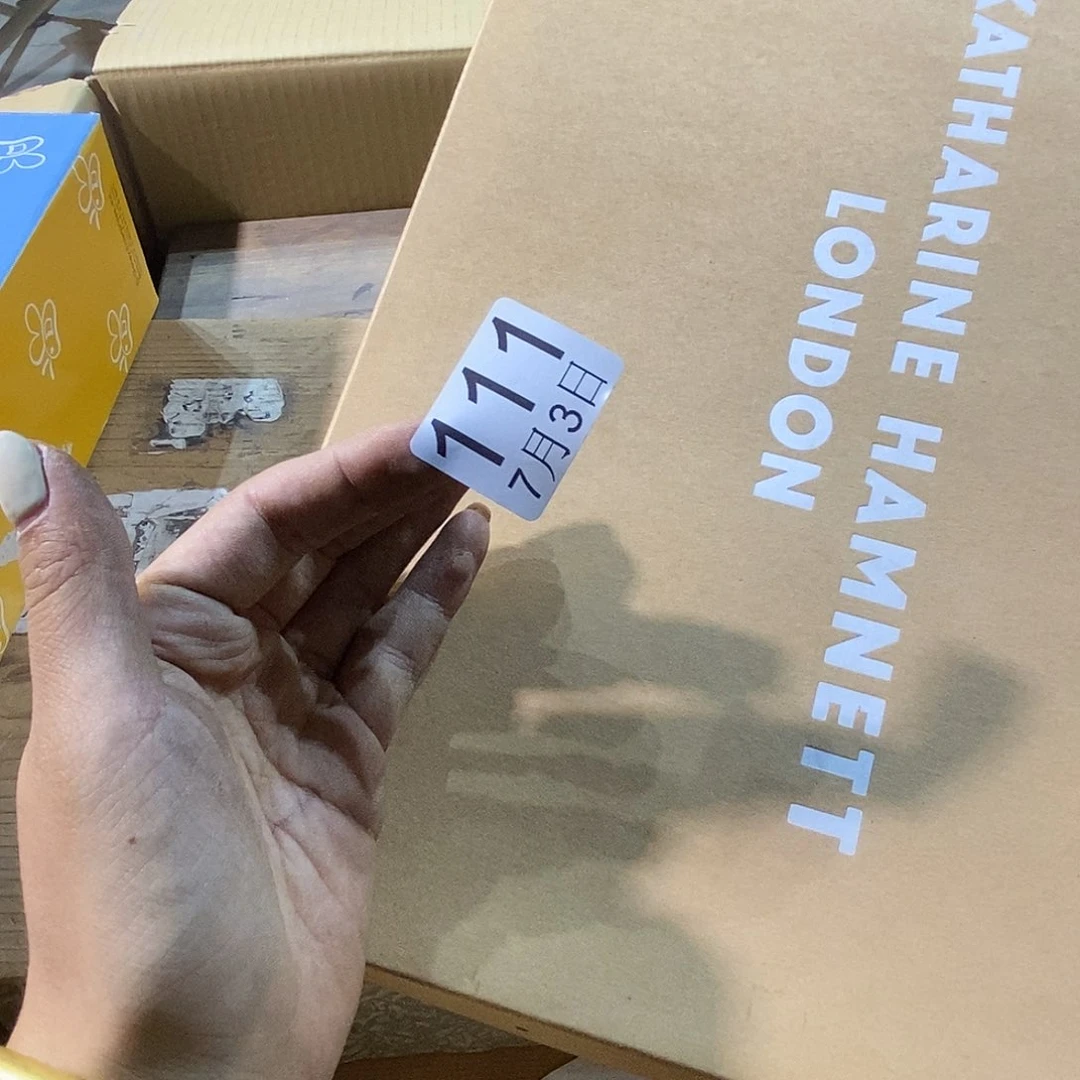 111
7月3日
KATHARINE HAMNETT
LONDON